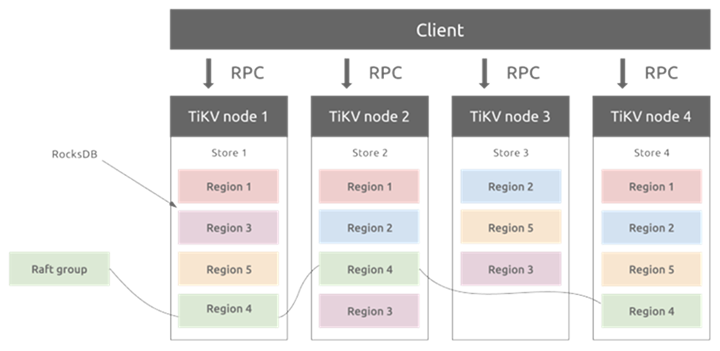 Client
RPC RPC RPC RPC
TiKV node 1 TiKV node 2 TiKV node 3 TiKV node 4
Store 1 Store 2 Store 3 Store 4
RocksDB
Region 1 Region 1 Region 2 Region 1
Region 3 Region 2 Region 5 Region 2
Raft group Region 5 Region 4 Region 3 Region 5
Region 4 Region 3 Region 4